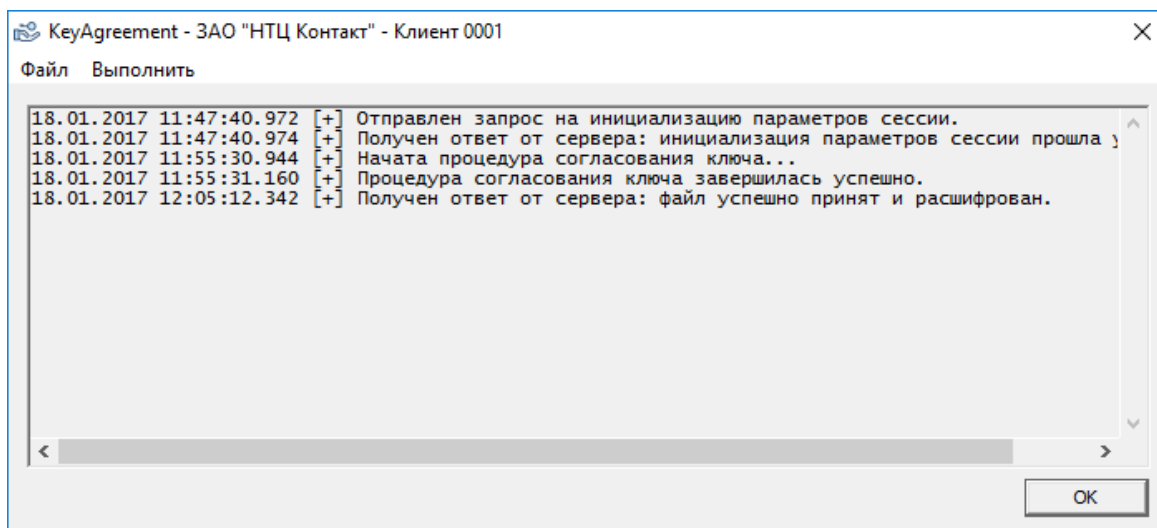 KeyAgreement - ЗАО "НТЦ Контакт" - Клиент 0001
Файл Выполнить
18.01.2017 11:47:40.972 [+] Отправлен запрос на инициализацию параметров сессии.
18.01.2017 11:47:40.974 [+] Получен ответ от сервера: инициализация параметров сессии прошла
18.01.2017 11:55:30.944 [+] Начата процедура согласования ключа...
18.01.2017 11:55:31.160 [+] Процедура согласования ключа завершилась успешно.
18.01.2017 12:05:12.342 [+] Получен ответ от сервера: файл успешно принят и расшифрован.
OK